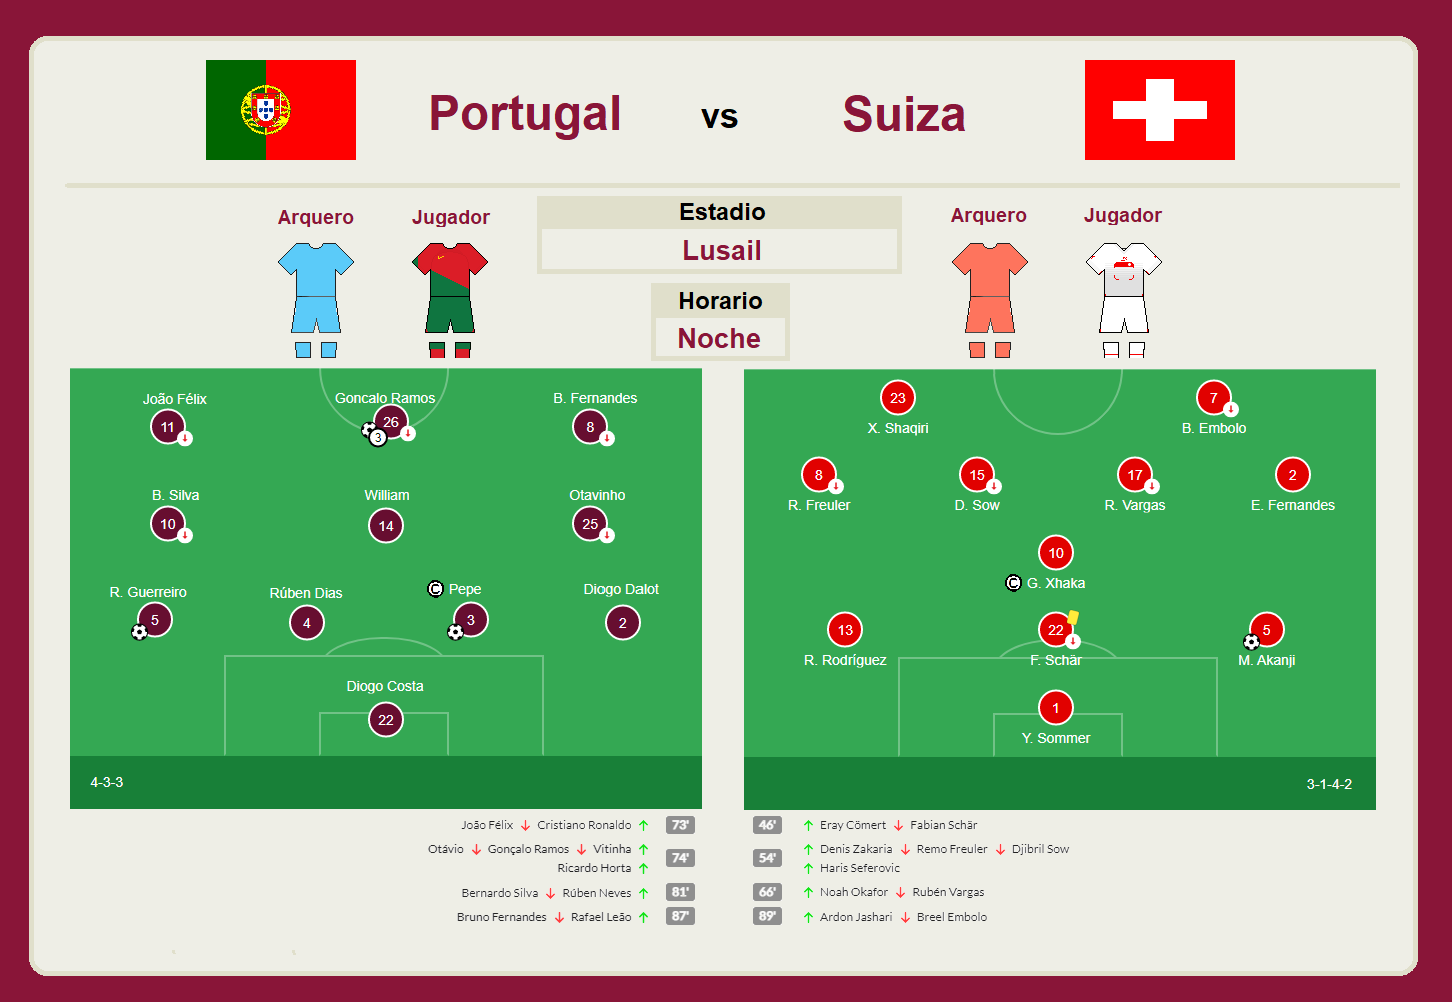 Portugal vs Suiza
Arquero Jugador
Estadio
Lusail
Horario
Noche
Arquero Jugador
João Félix Goncalo Ramos B. Fernandes
11 26 8
3
B. Silva William Otavinho
10 14 25
R. Guerreiro Rúben Dias © Pepe Diogo Dalot
5 4 3 2
Diogo Costa
22
4-3-3
23 7
X. Shaqiri B. Embolo
8 15 17 2
R. Freuler D. Sow R. Vargas E. Fernandes
10
© G. Xhaka
13 22 5
R. Rodríguez F. Schär M. Akanji
1
Y. Sommer
3-1-4-2
João Félix ↓ Cristiano Ronaldo ↑ 73'
Otávio ↓ Gonçalo Ramos ↓ Vitinha ↑ 74'
Ricardo Horta ↑
Bernardo Silva ↓ Rúben Neves ↑ 81'
Bruno Fernandes ↓ Rafael Leão ↑ 87'
46' ↑ Eray Cömert ↓ Fabian Schär
54' ↑ Denis Zakaria ↓ Remo Freuler ↓ Djibril Sow
↑ Haris Seferovic
66' ↑ Noah Okafor ↓ Rubén Vargas
89' ↑ Ardon Jashari ↓ Breel Embolo